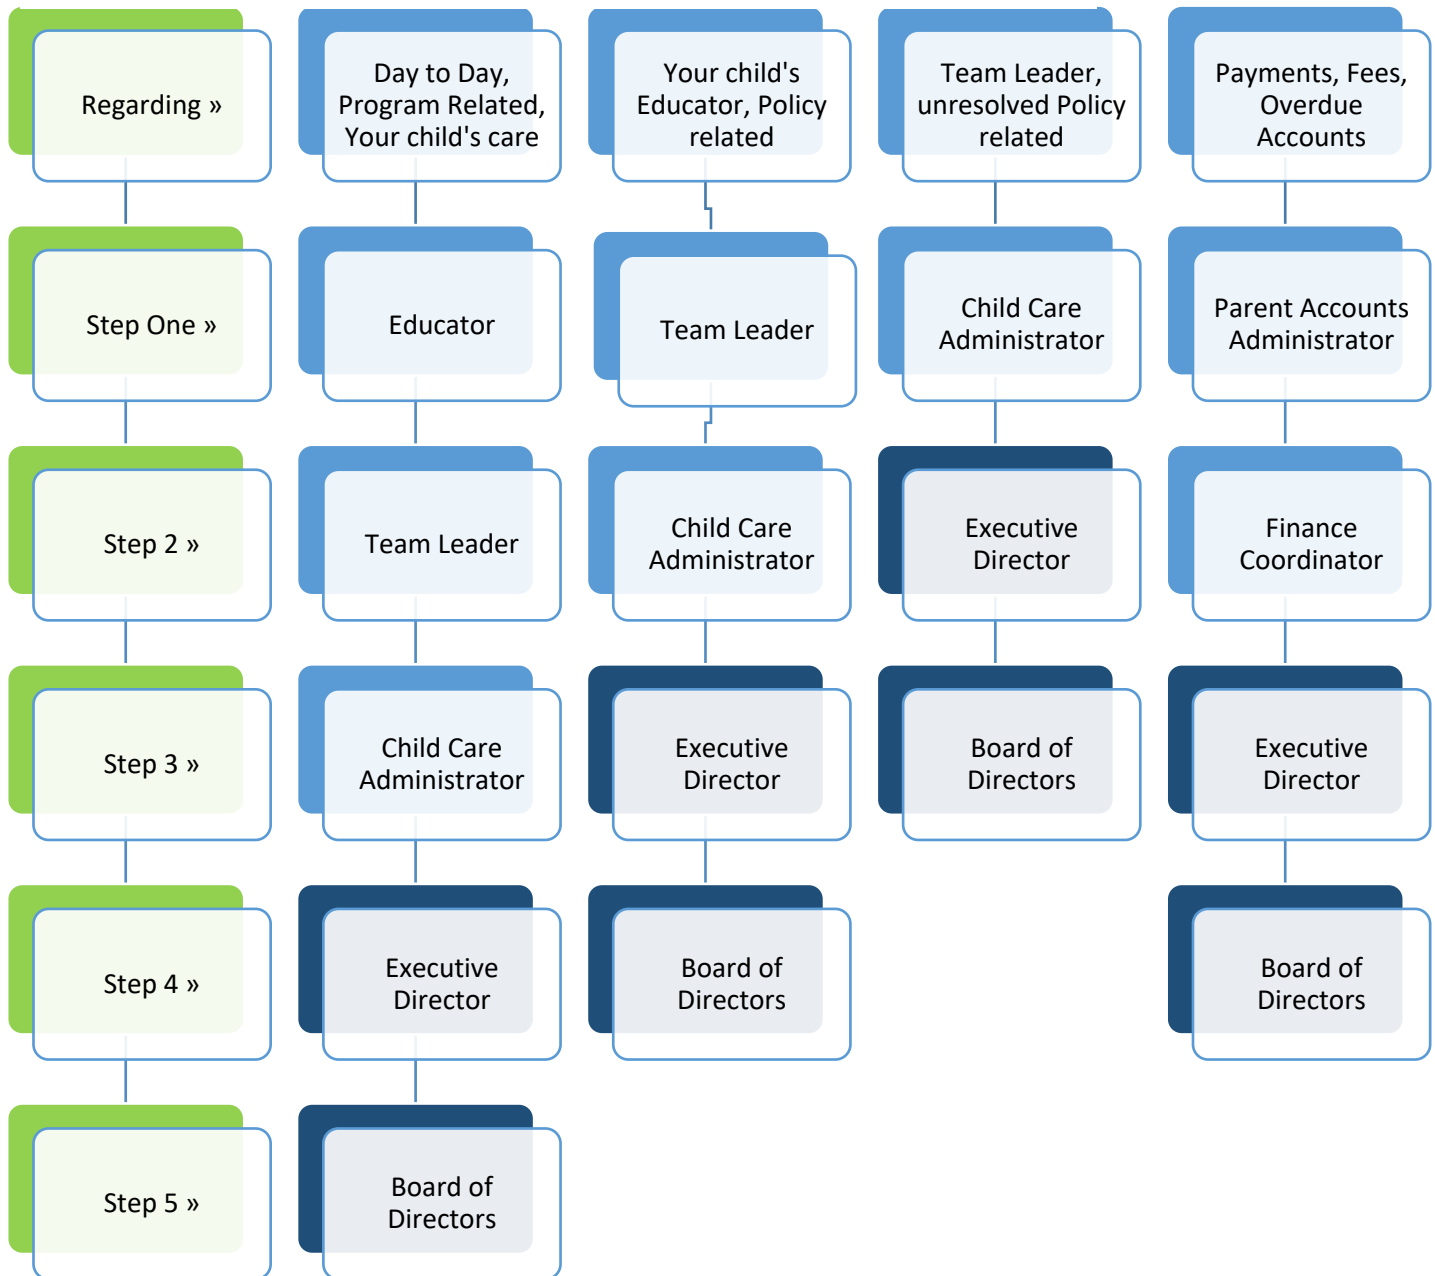 Regarding »
Day to Day,
Program Related,
Your child's care
Your child's
Educator, Policy
related
Team Leader,
unresolved Policy
related
Payments, Fees,
Overdue
Accounts
Step One »
Educator
Team Leader
Child Care
Administrator
Parent Accounts
Administrator
Step 2 »
Team Leader
Child Care
Administrator
Executive
Director
Finance
Coordinator
Step 3 »
Child Care
Administrator
Executive
Director
Board of
Directors
Executive
Director
Step 4 »
Executive
Director
Board of
Directors
Board of
Directors
Step 5 »
Board of
Directors